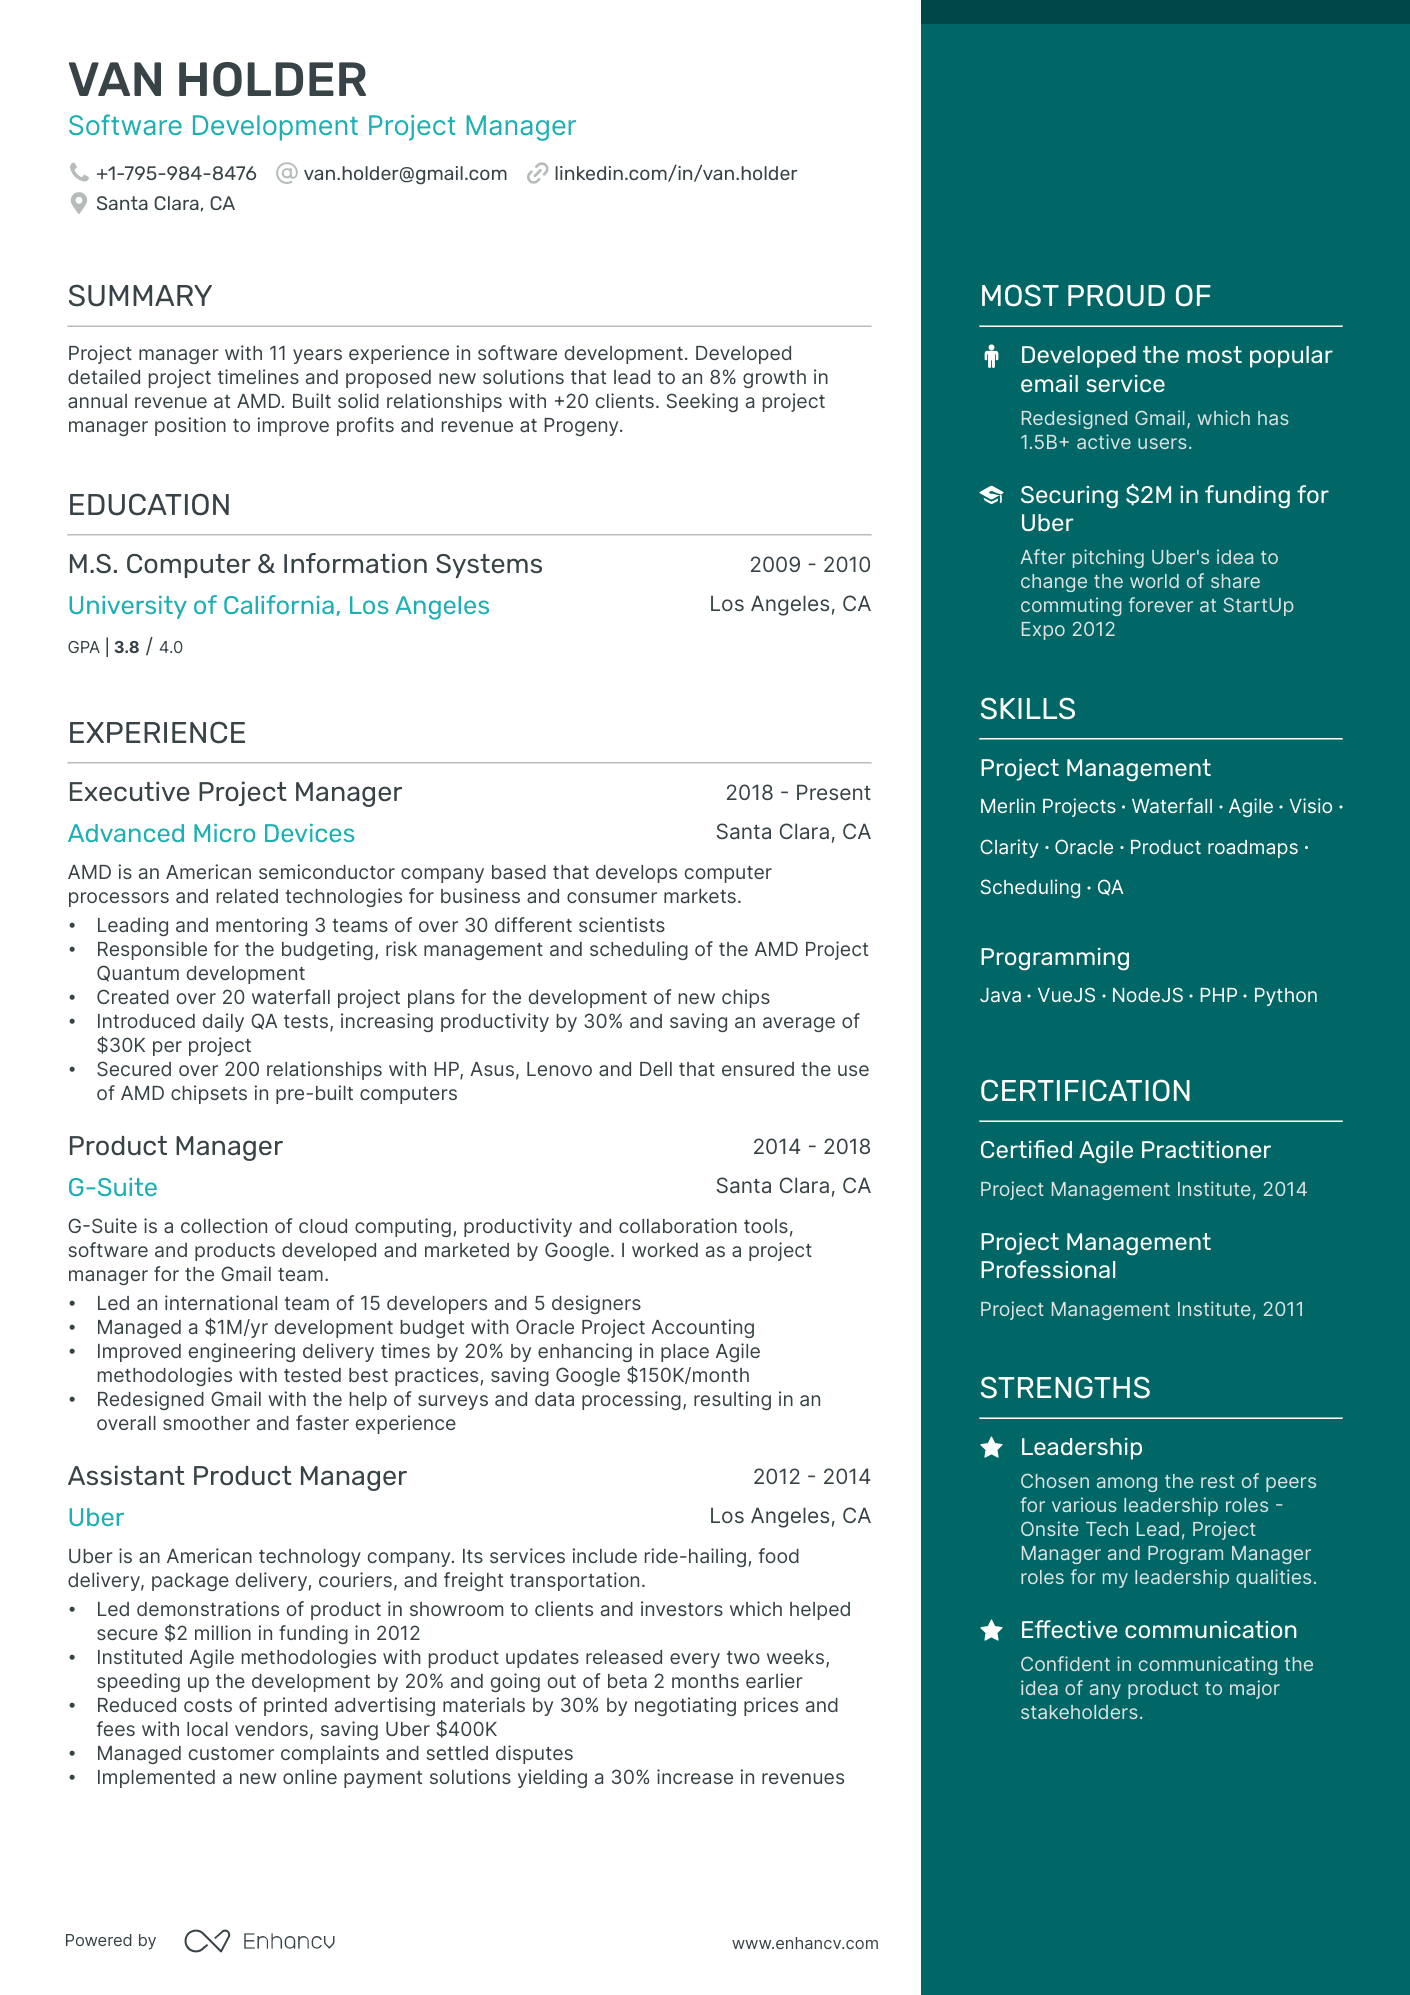 VAN HOLDER
Software Development Project Manager
+1-795-984-8476 van.holder@gmail.com linkedin.com/in/van.holder
Santa Clara, CA
SUMMARY
Project manager with 11 years experience in software development. Developed
detailed project timelines and proposed new solutions that lead to an 8% growth in
annual revenue at AMD. Built solid relationships with +20 clients. Seeking a project
manager position to improve profits and revenue at Progeny.
EDUCATION
M.S. Computer & Information Systems 2009 - 2010
University of California, Los Angeles Los Angeles, CA
GPA | 3.8 / 4.0
EXPERIENCE
Executive Project Manager 2018 - Present
Advanced Micro Devices Santa Clara, CA
AMD is an American semiconductor company based that develops computer
processors and related technologies for business and consumer markets.
• Leading and mentoring 3 teams of over 30 different scientists
• Responsible for the budgeting, risk management and scheduling of the AMD Project
Quantum development
• Created over 20 waterfall project plans for the development of new chips
• Introduced daily QA tests, increasing productivity by 30% and saving an average of
$30K per project
• Secured over 200 relationships with HP, Asus, Lenovo and Dell that ensured the use
of AMD chipsets in pre-built computers
Product Manager 2014 - 2018
G-Suite Santa Clara, CA
G-Suite is a collection of cloud computing, productivity and collaboration tools,
software and products developed and marketed by Google. I worked as a project
manager for the Gmail team.
• Led an international team of 15 developers and 5 designers
• Managed a $1M/yr development budget with Oracle Project Accounting
• Improved engineering delivery times by 20% by enhancing in place Agile
methodologies with tested best practices, saving Google $150K/month
• Redesigned Gmail with the help of surveys and data processing, resulting in an
overall smoother and faster experience
Assistant Product Manager 2012 - 2014
Uber Los Angeles, CA
Uber is an American technology company. Its services include ride-hailing, food
delivery, package delivery, couriers, and freight transportation.
• Led demonstrations of product in showroom to clients and investors which helped
secure $2 million in funding in 2012
• Instituted Agile methodologies with product updates released every two weeks,
speeding up the development by 20% and going out of beta 2 months earlier
• Reduced costs of printed advertising materials by 30% by negotiating prices and
fees with local vendors, saving Uber $400K
• Managed customer complaints and settled disputes
• Implemented a new online payment solutions yielding a 30% increase in revenues
MOST PROUD OF
Developed the most popular
email service
Redesigned Gmail, which has
1.5B+ active users.
Securing $2M in funding for
Uber
After pitching Uber's idea to
change the world of share
commuting forever at StartUp
Expo 2012
SKILLS
Project Management
Merlin Projects · Waterfall · Agile · Visio ·
Clarity · Oracle · Product roadmaps ·
Scheduling · QA
Programming
Java · VueJS · NodeJS · PHP · Python
CERTIFICATION
Certified Agile Practitioner
Project Management Institute, 2014
Project Management
Professional
Project Management Institute, 2011
STRENGTHS
Leadership
Chosen among the rest of peers
for various leadership roles -
Onsite Tech Lead, Project
Manager and Program Manager
roles for my leadership qualities.
Effective communication
Confident in communicating the
idea of any product to major
stakeholders.
Powered by Enhancv www.enhancv.com